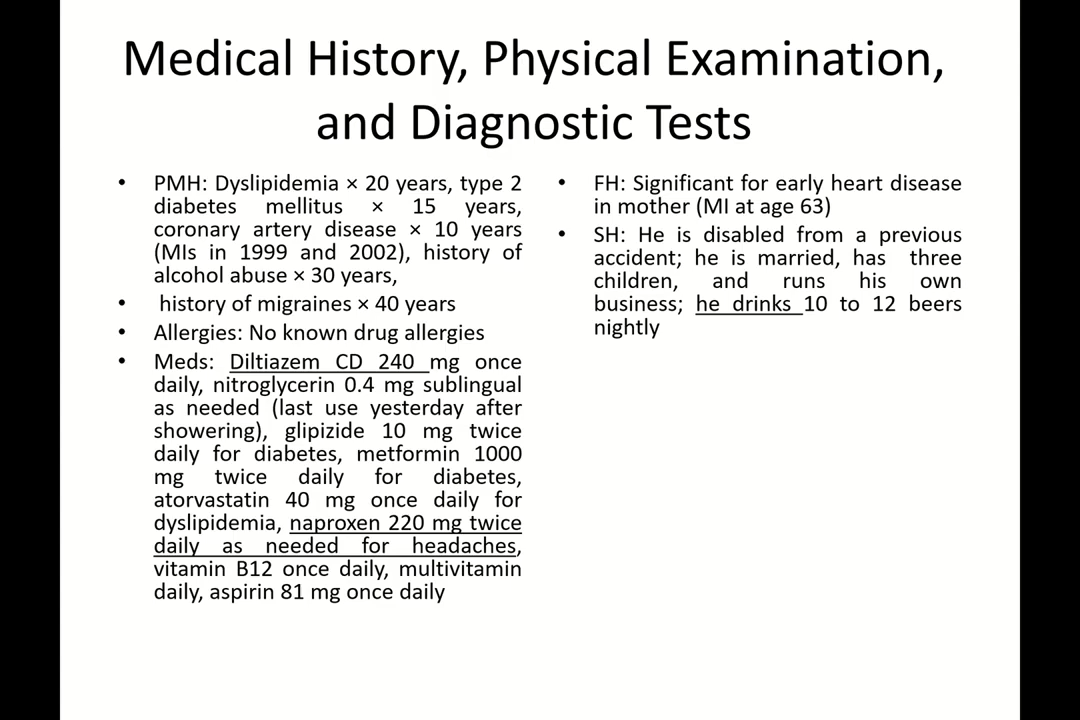 Medical History, Physical Examination,
and Diagnostic Tests
• PMH: Dyslipidemia × 20 years, type 2
diabetes mellitus × 15 years,
coronary artery disease × 10 years
(MIs in 1999 and 2002), history of
alcohol abuse × 30 years,
• history of migraines × 40 years
• Allergies: No known drug allergies
• Meds: Diltiazem CD 240 mg once
daily, nitroglycerin 0.4 mg sublingual
as needed (last use yesterday after
showering), glipizide 10 mg twice
daily for diabetes, metformin 1000
mg twice daily for diabetes,
atorvastatin 40 mg once daily for
dyslipidemia, naproxen 220 mg twice
daily as needed for headaches,
vitamin B12 once daily, multivitamin
daily, aspirin 81 mg once daily
• FH: Significant for early heart disease
in mother (MI at age 63)
• SH: He is disabled from a previous
accident; he is married, has three
children, and runs his own
business; he drinks 10 to 12 beers
nightly